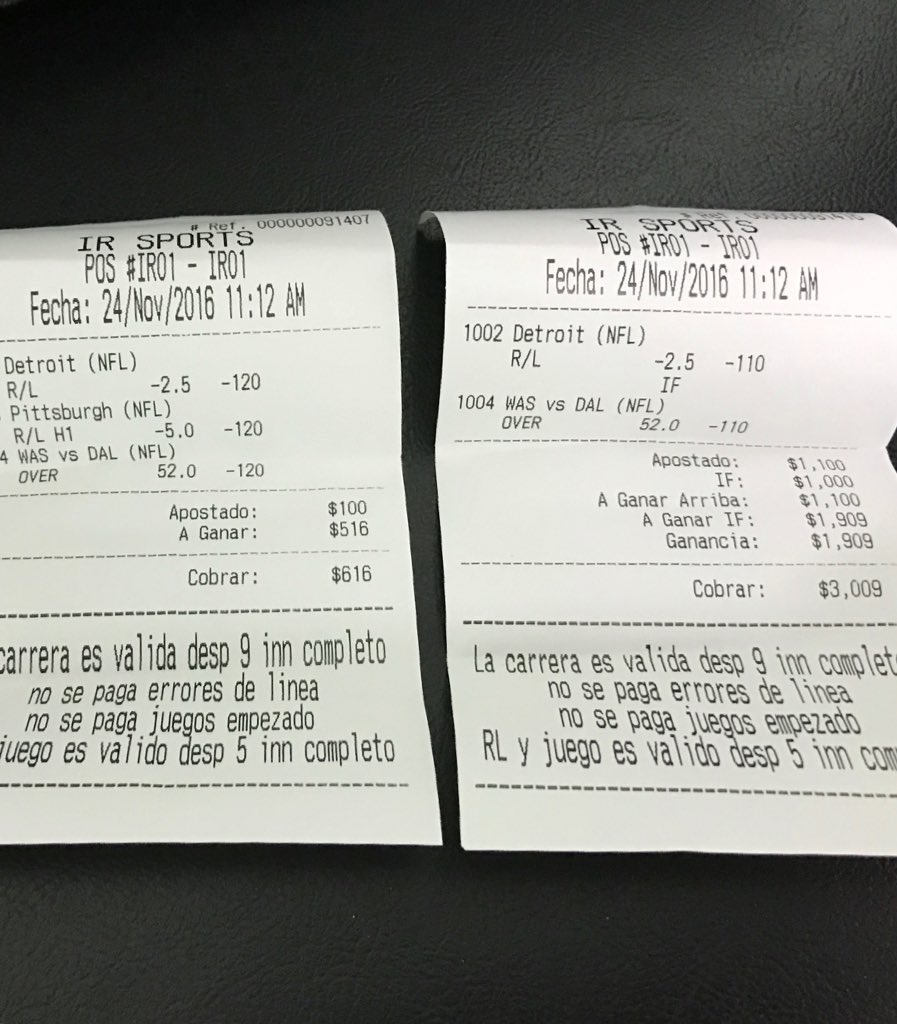 # Ref. 000000091407
IR SPORTS
POS #IR01 - IR01
Fecha: 24/Nov/2016 11:12 AM
Detroit (NFL)
R/L -2.5 -120
Pittsburgh (NFL)
R/L H1 -5.0 -120
4 WAS vs DAL (NFL)
OVER 52.0 -120
Apostado: $100
A Ganar: $516
Cobrar: $616
carrera es valida desp 9 inn completo
no se paga errores de linea
no se paga juegos empezado
juego es valido desp 5 inn completo
# Ref.
IR SPORTS
POS #IR01 - IR01
Fecha: 24/Nov/2016 11:12 AM
1002 Detroit (NFL)
R/L -2.5 -110
IF
1004 WAS vs DAL (NFL)
OVER 52.0 -110
Apostado: $1,100
IF: $1,000
A Ganar Arriba: $1,100
A Ganar IF: $1,909
Ganancia: $1,909
Cobrar: $3,009
La carrera es valida desp 9 inn complet
no se paga errores de linea
no se paga juegos empezado
RL y juego es valido desp 5 inn com